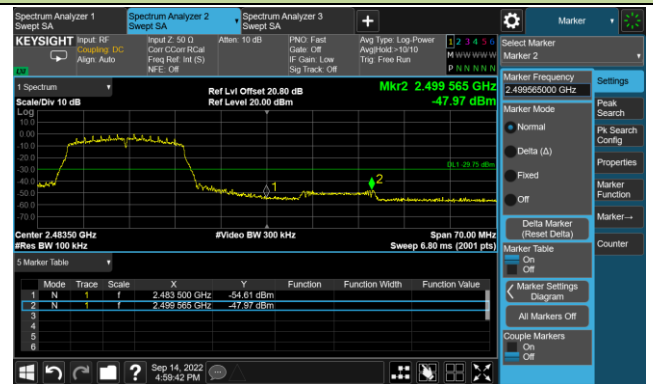 Spectrum Analyzer 1
Swept SA
Spectrum Analyzer 2
Swept SA
Spectrum Analyzer 3
Swept SA
Marker
KEYSIGHT
Input: RF
Coupling: DC
Align: Auto
Input Z: 50 Ω
Corr CCorr RCal
Freq Ref: Int (S)
NFE: Off
Atten: 10 dB
PNO: Fast
Gate: Off
IF Gain: Low
Sig Track: Off
Avg Type: Log-Power
Avg|Hold:>10/10
Trig: Free Run
1 2 3 4 5 6
M W W W W W
P N N N N N
Select Marker
Marker 2
1 Spectrum
Scale/Div 10 dB
Log
Ref Lvl Offset 20.80 dB
Ref Level 20.00 dBm
Mkr2 2.499 565 GHz
-47.97 dBm
10.0
0.00
-10.0
-20.0
-30.0
-40.0
-50.0
-60.0
-70.0
DL1 -29.75 dBm
1
2
Center 2.48350 GHz
#Res BW 100 kHz
#Video BW 300 kHz
Span 70.00 MHz
Sweep 6.80 ms (2001 pts)
5 Marker Table
Mode Trace Scale X Y Function Function Width Function Value
1 N 1 f 2.483 500 GHz -54.61 dBm
2 N 1 f 2.499 565 GHz -47.97 dBm
3
4
5
6
Marker Frequency
2.499565000 GHz
Marker Mode
Normal
Delta (Δ)
Fixed
Off
Delta Marker
(Reset Delta)
Marker Table
On
Off
Marker Settings
Diagram
All Markers Off
Couple Markers
On
Off
Settings
Peak
Search
Pk Search
Config
Properties
Marker
Function
Marker→
Counter
?
Sep 14, 2022
4:59:42 PM